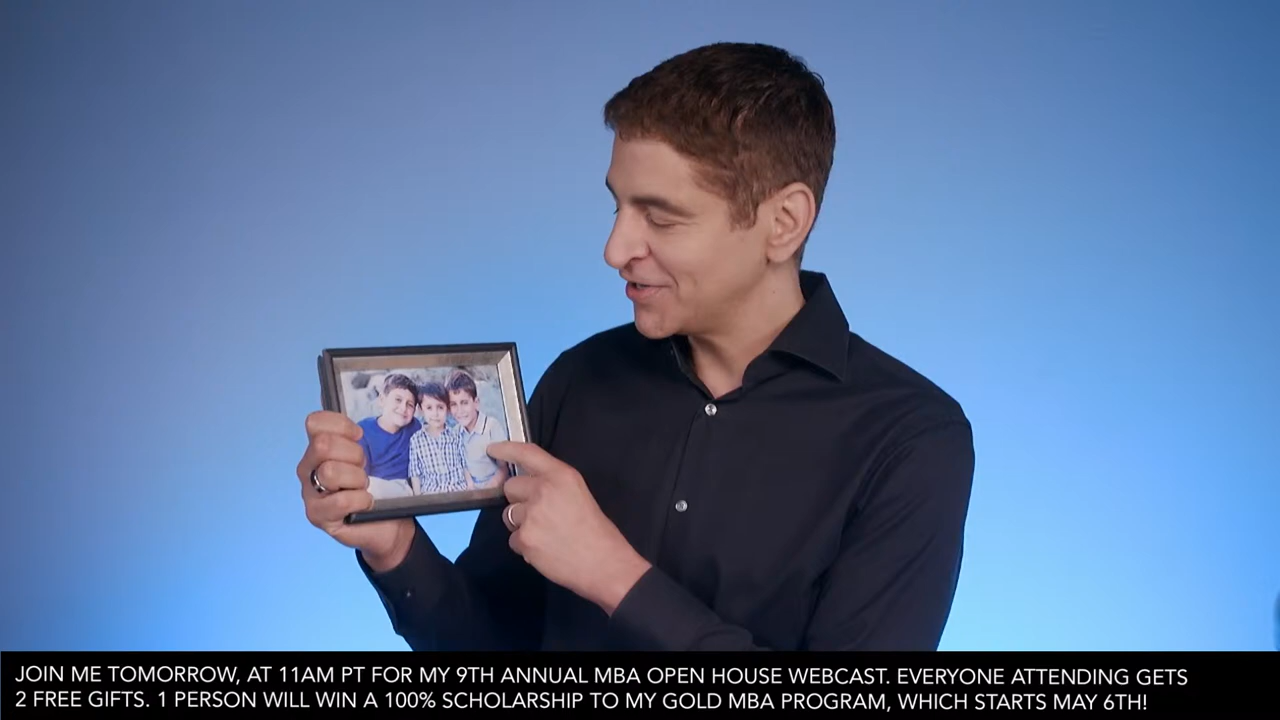 JOIN ME TOMORROW, AT 11AM PT FOR MY 9TH ANNUAL MBA OPEN HOUSE WEBCAST. EVERYONE ATTENDING GETS
2 FREE GIFTS. 1 PERSON WILL WIN A 100% SCHOLARSHIP TO MY GOLD MBA PROGRAM, WHICH STARTS MAY 6TH!